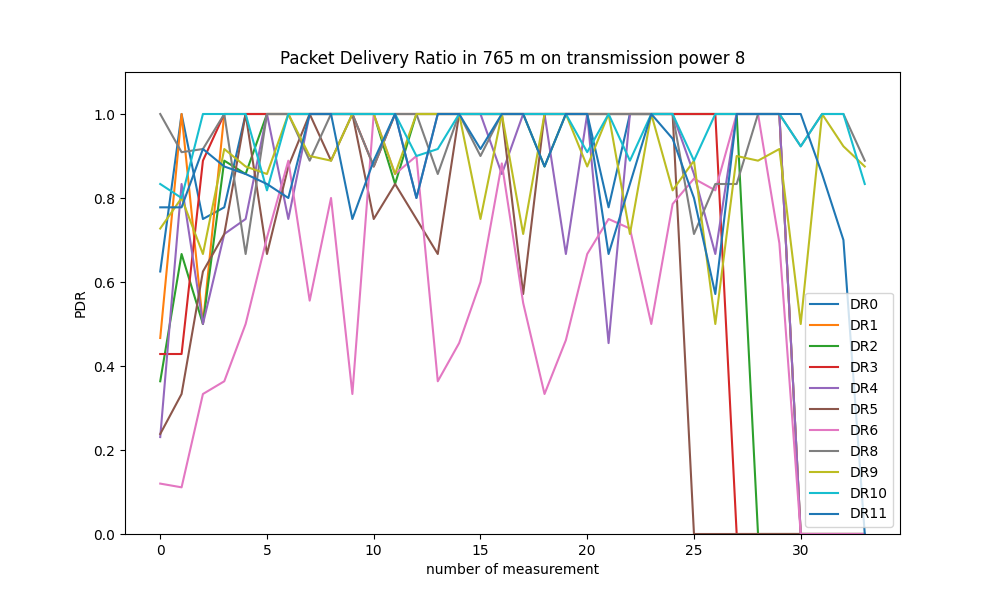 Packet Delivery Ratio in 765 m on transmission power 8
PDR
1.0
0.8
0.6
0.4
0.2
0.0
0 5 10 15 20 25 30
number of measurement
DR0
DR1
DR2
DR3
DR4
DR5
DR6
DR8
DR9
DR10
DR11